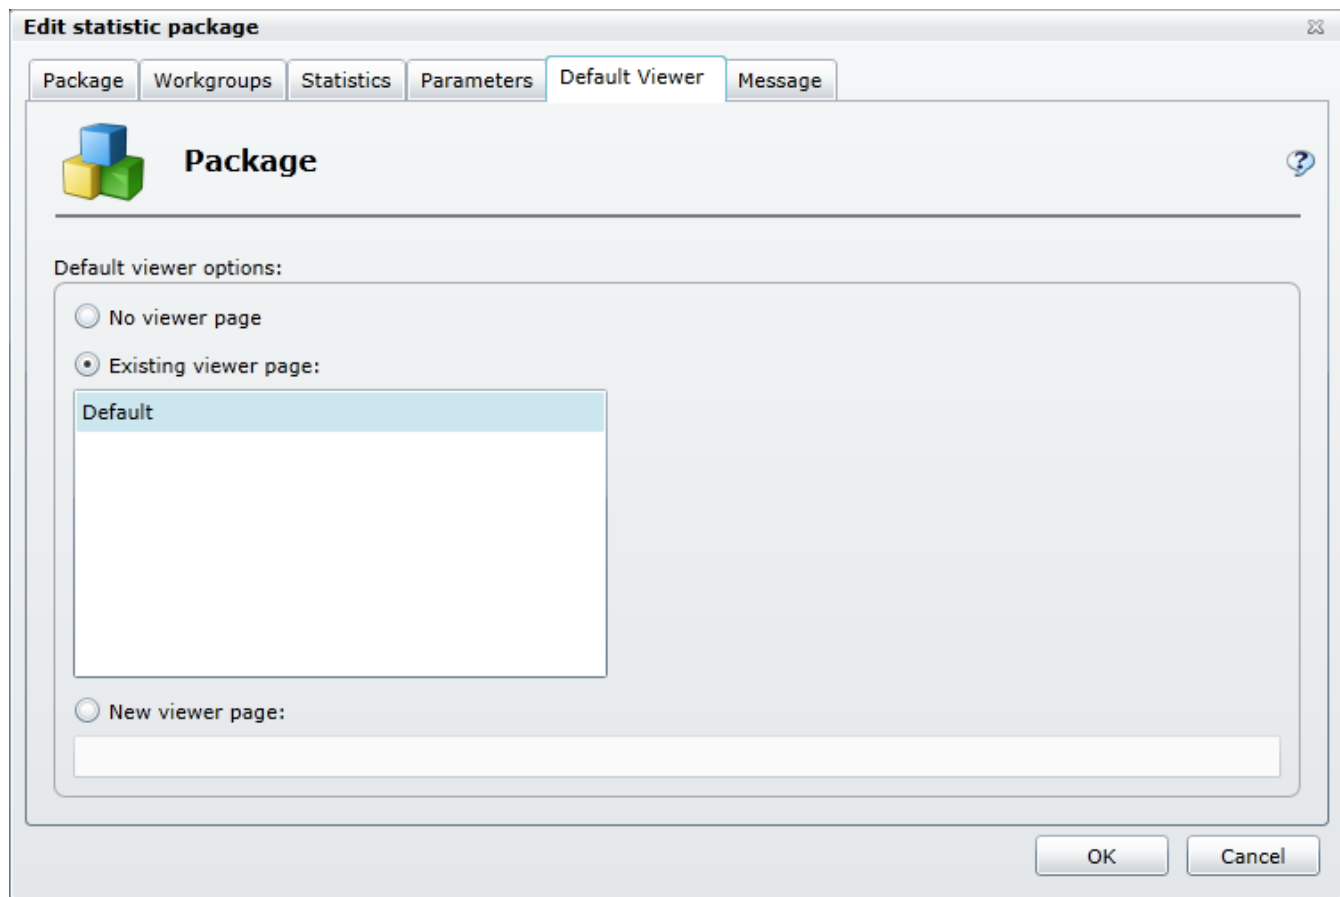 Edit statistic package
Package Workgroups Statistics Parameters Default Viewer Message
Package
Default viewer options:
No viewer page
Existing viewer page:
Default
New viewer page:
OK Cancel